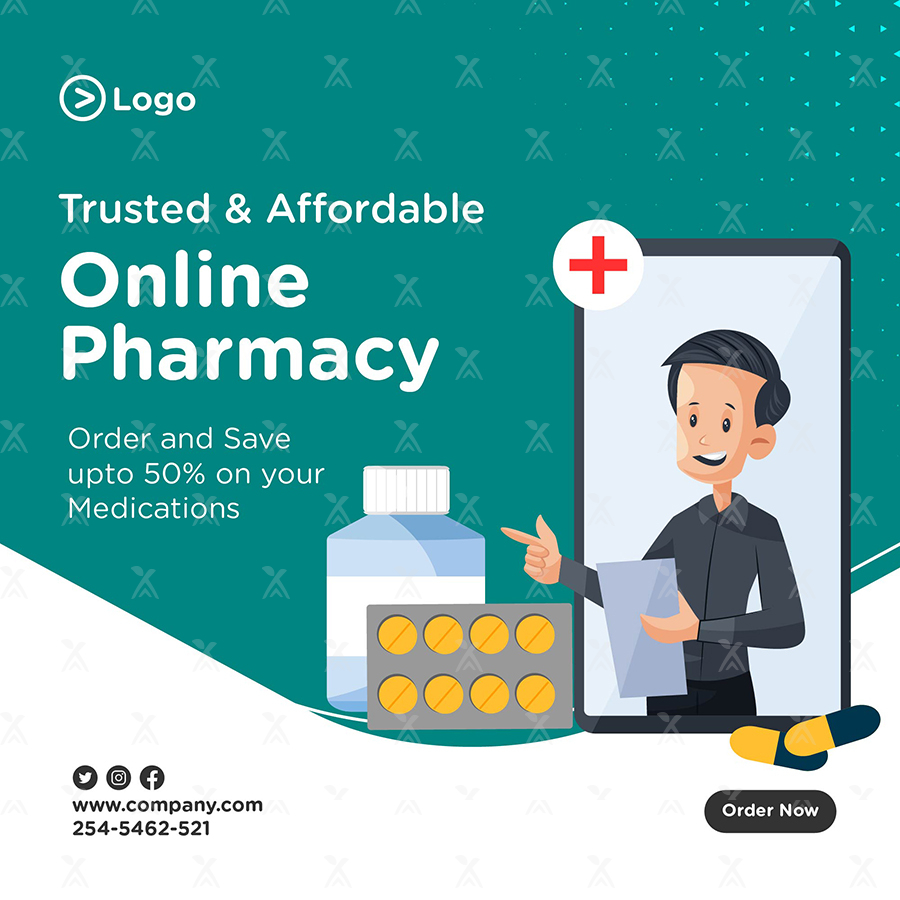 Logo
Trusted & Affordable
Online
Pharmacy
Order and Save
upto 50% on your
Medications
www.company.com
254-5462-521
Order Now